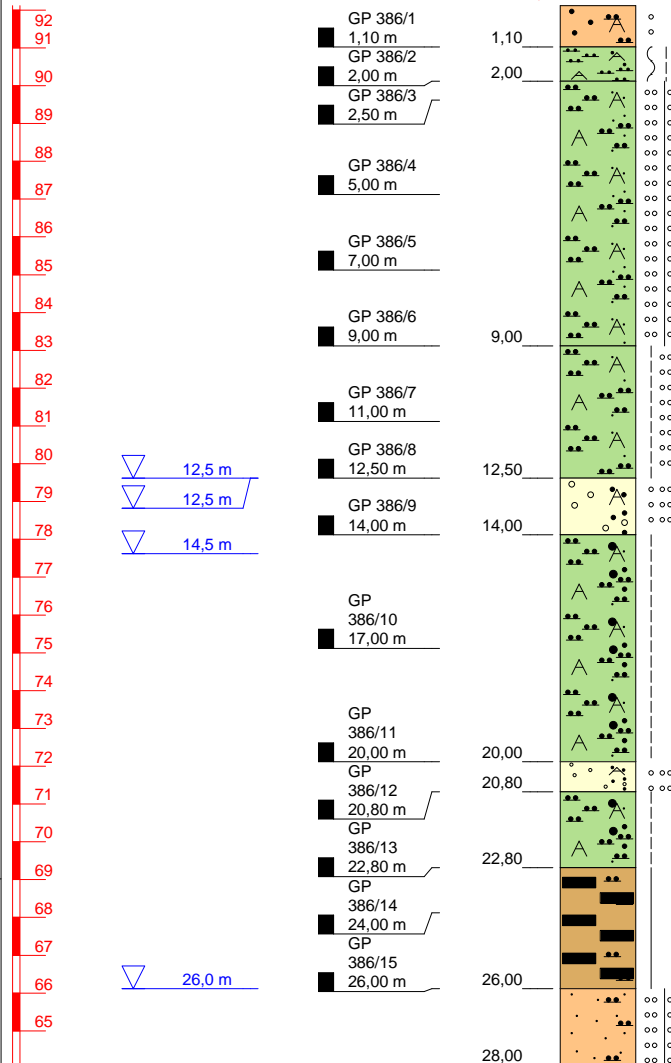 92
91
90
89
88
87
86
85
84
83
82
81
80
79
78
77
76
75
74
73
72
71
70
69
68
67
66
65
12,5 m
12,5 m
14,5 m
26,0 m
GP 386/1
1,10 m
GP 386/2
2,00 m
GP 386/3
2,50 m
GP 386/4
5,00 m
GP 386/5
7,00 m
GP 386/6
9,00 m
GP 386/7
11,00 m
GP 386/8
12,50 m
GP 386/9
14,00 m
GP
386/10
17,00 m
GP
386/11
20,00 m
GP
386/12
20,80 m
GP
386/13
22,80 m
GP
386/14
24,00 m
GP
386/15
26,00 m
1,10
2,00
9,00
12,50
14,00
20,00
20,80
22,80
26,00
28,00